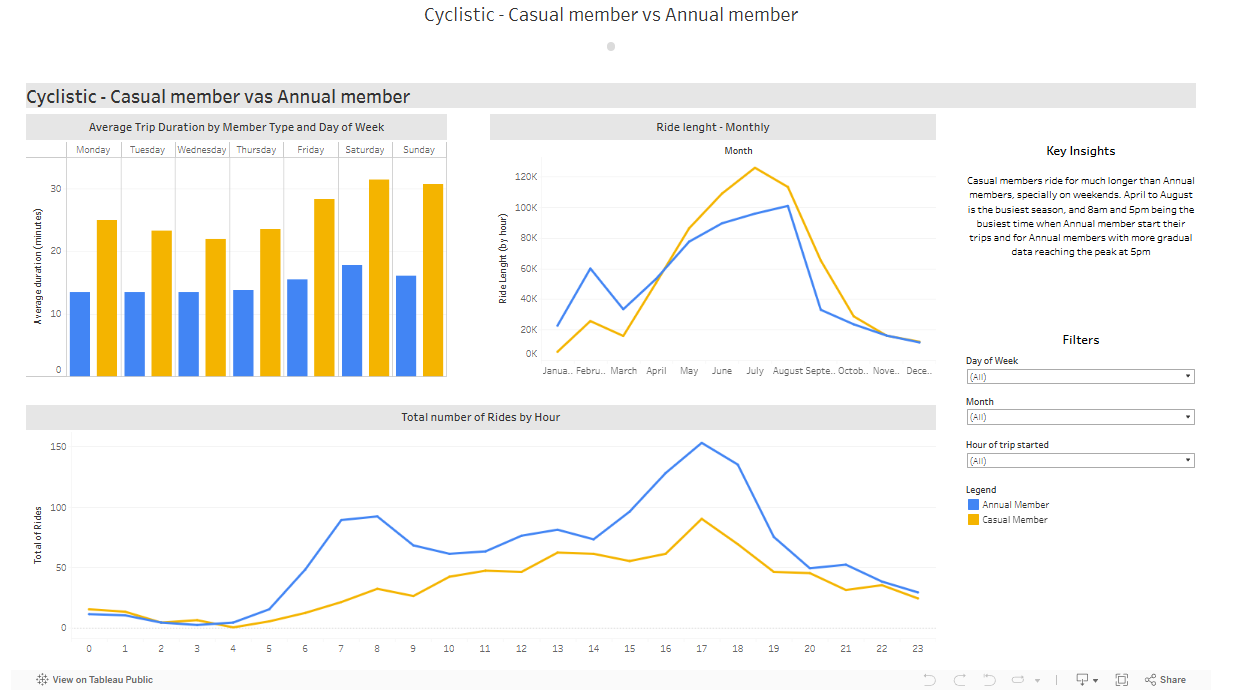 Cyclistic - Casual member vs Annual member
Cyclistic - Casual member vas Annual member
Average Trip Duration by Member Type and Day of Week
Monday Tuesday Wednesday Thursday Friday Saturday Sunday
Average duration (minutes)
30
20
10
0
Ride lenght - Monthly
Month
Ride Lenght (by hour)
120K
100K
80K
60K
40K
20K
0K
Janua.. Febru.. March April May June July August Septe.. Octob.. Nove.. Dece..
Key Insights
Casual members ride for much longer than Annual
members, specially on weekends. April to August
is the busiest season, and 8am and 5pm being the
busiest time when Annual member start their
trips and for Annual members with more gradual
data reaching the peak at 5pm
Filters
Day of Week
(All)
Month
(All)
Hour of trip started
(All)
Legend
Annual Member
Casual Member
Total number of Rides by Hour
Total of Rides
150
100
50
0
0 1 2 3 4 5 6 7 8 9 10 11 12 13 14 15 16 17 18 19 20 21 22 23
View on Tableau Public
Share